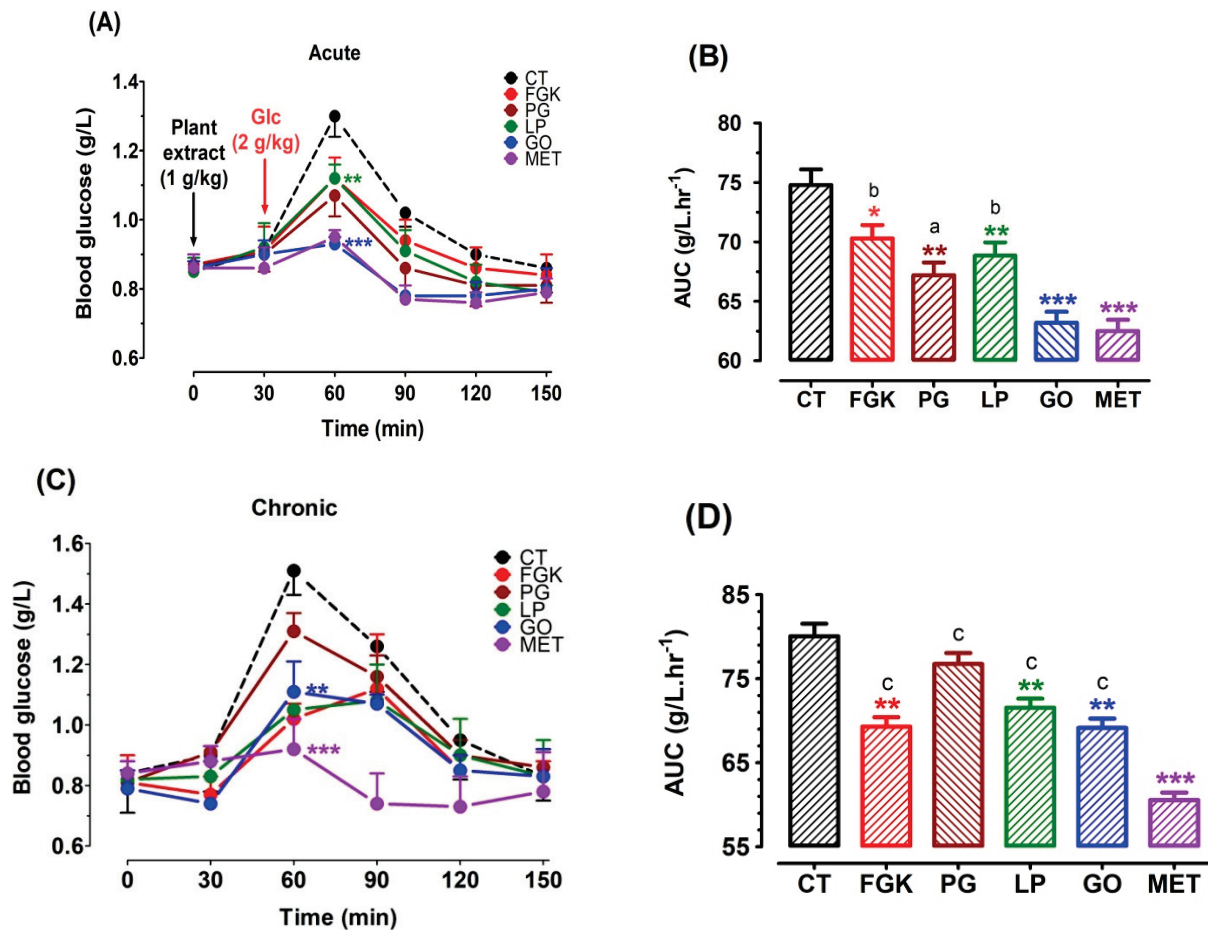 (A)
Acute
1.4
1.2
1.0
0.8
0.6
Blood glucose (g/L)
Plant
extract
(1 g/kg)
Glc
(2 g/kg)
**
***
CT
FGK
PG
LP
GO
MET
0 30 60 90 120 150
Time (min)
(B)
80
75
70
65
60
AUC (g/L.hr-1)
b
*
a
**
b
**
***
***
CT FGK PG LP GO MET
(C)
Chronic
1.6
1.4
1.2
1.0
0.8
0.6
Blood glucose (g/L)
**
***
CT
FGK
PG
LP
GO
MET
0 30 60 90 120 150
Time (min)
(D)
85
75
65
55
AUC (g/L.hr-1)
c
**
c
c
**
c
**
***
CT FGK PG LP GO MET